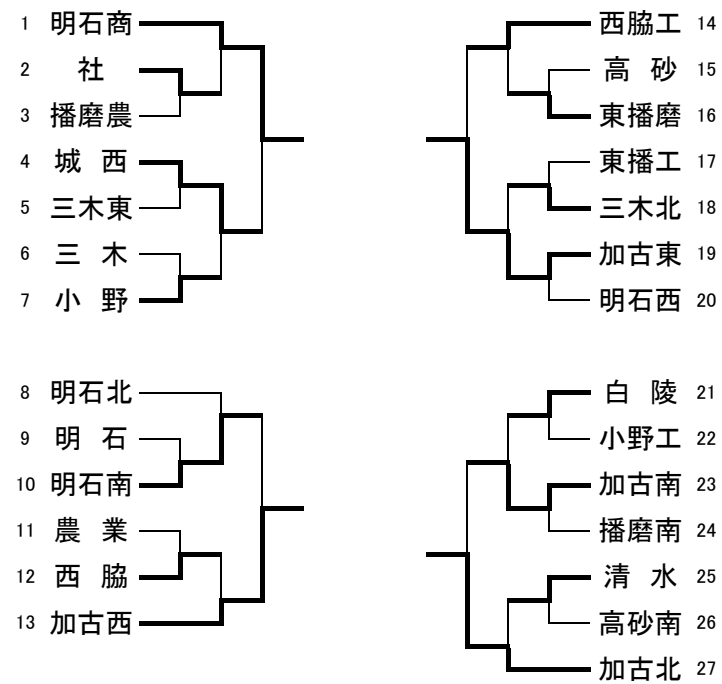 1 明石商
2 社
3 播磨農
4 城 西
5 三木東
6 三 木
7 小 野
8 明石北
9 明 石
10 明石南
11 農 業
12 西 脇
13 加古西
西脇工 14
高 砂 15
東播磨 16
東播工 17
三木北 18
加古東 19
明石西 20
白 陵 21
小野工 22
加古南 23
播磨南 24
清 水 25
高砂南 26
加古北 27